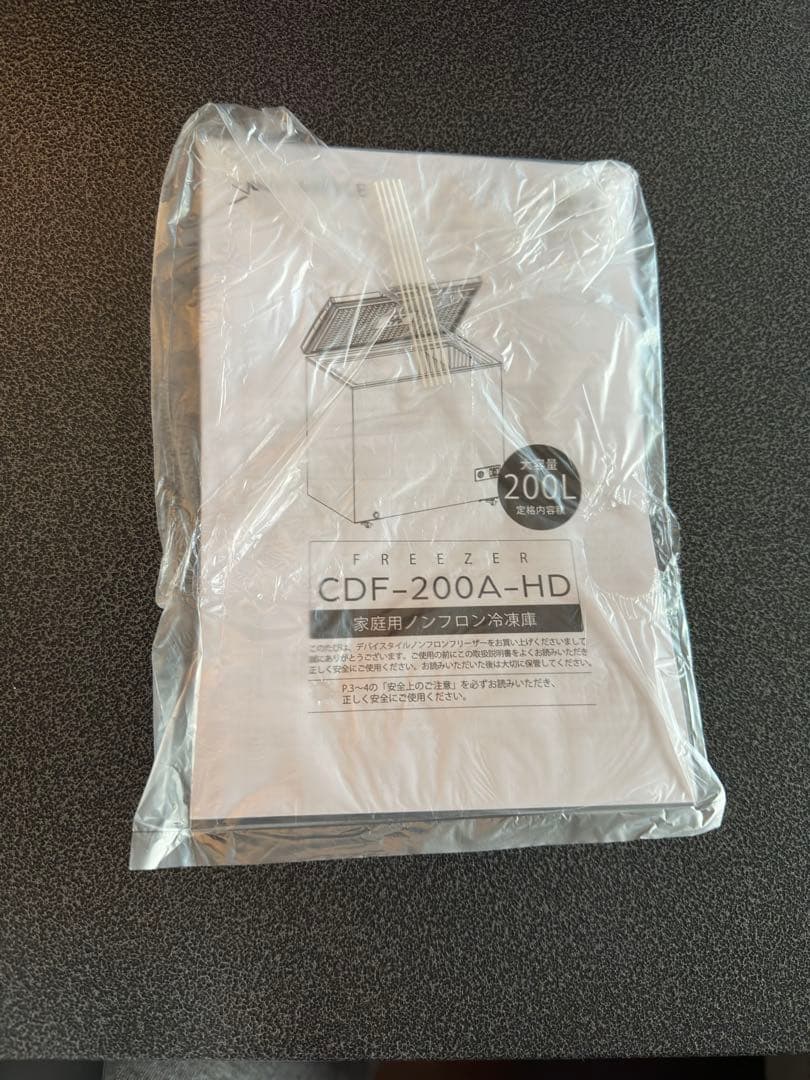 大容量
200L
定格内容積
FREEZER
CDF-200A-HD
家庭用ノンフロン冷凍庫
このたびは、デバイスタイルノンフロンフリーザーをお買い上げくださいまして
誠にありがとうございます。ご使用の前にこの取扱説明書をよくお読みいただき
正しく安全にご使用ください。お読みいただいた後は大切に保管してください。
P.3〜4の「安全上のご注意」を必ずお読みいただき、
正しく安全にご使用ください。